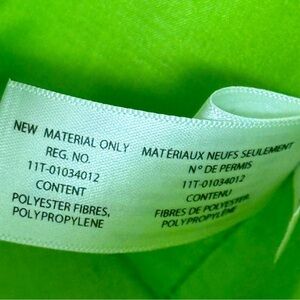 NEW MATERIAL ONLY
REG. NO.
11T-01034012
CONTENT
POLYESTER FIBRES,
POLYPROPYLENE
MATÉRIAUX NEUFS SEULEMENT
N° DE PERMIS
11T-01034012
CONTENU
FIBRES DE POLYESTER,
POLYPROPYLÈNE